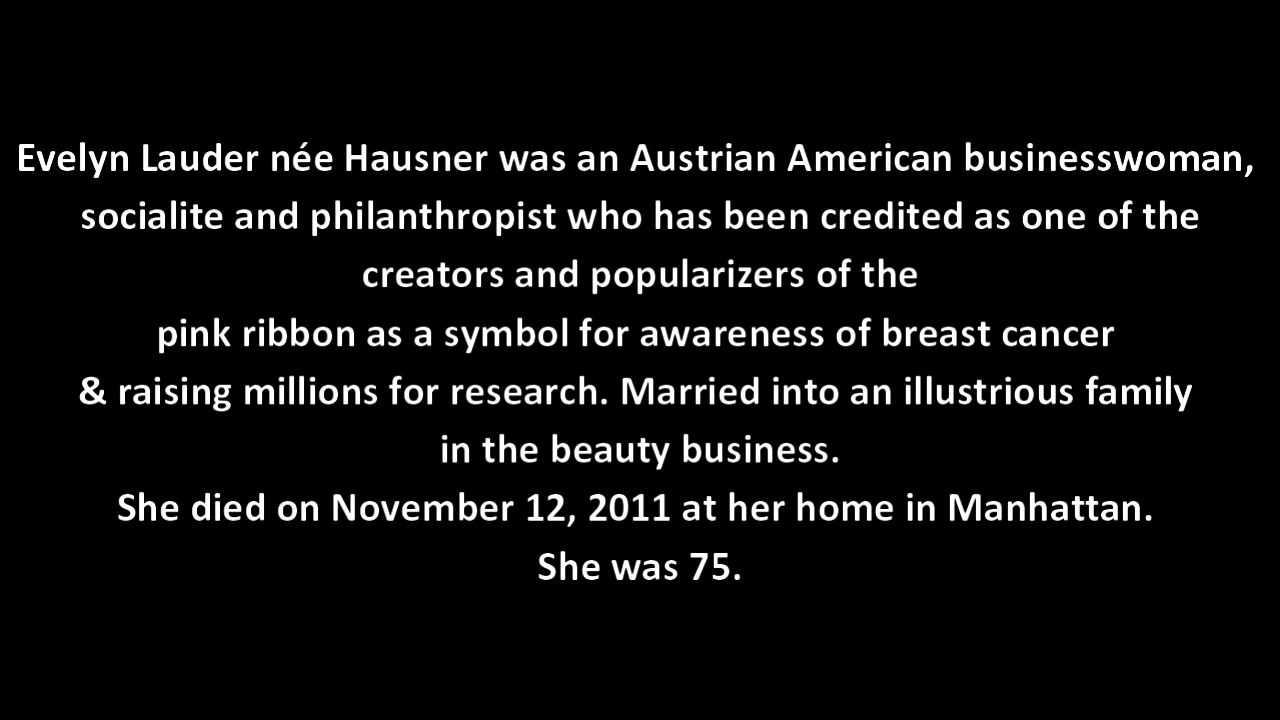 Evelyn Lauder née Hausner was an Austrian American businesswoman,
socialite and philanthropist who has been credited as one of the
creators and popularizers of the
pink ribbon as a symbol for awareness of breast cancer
& raising millions for research. Married into an illustrious family
in the beauty business.
She died on November 12, 2011 at her home in Manhattan.
She was 75.